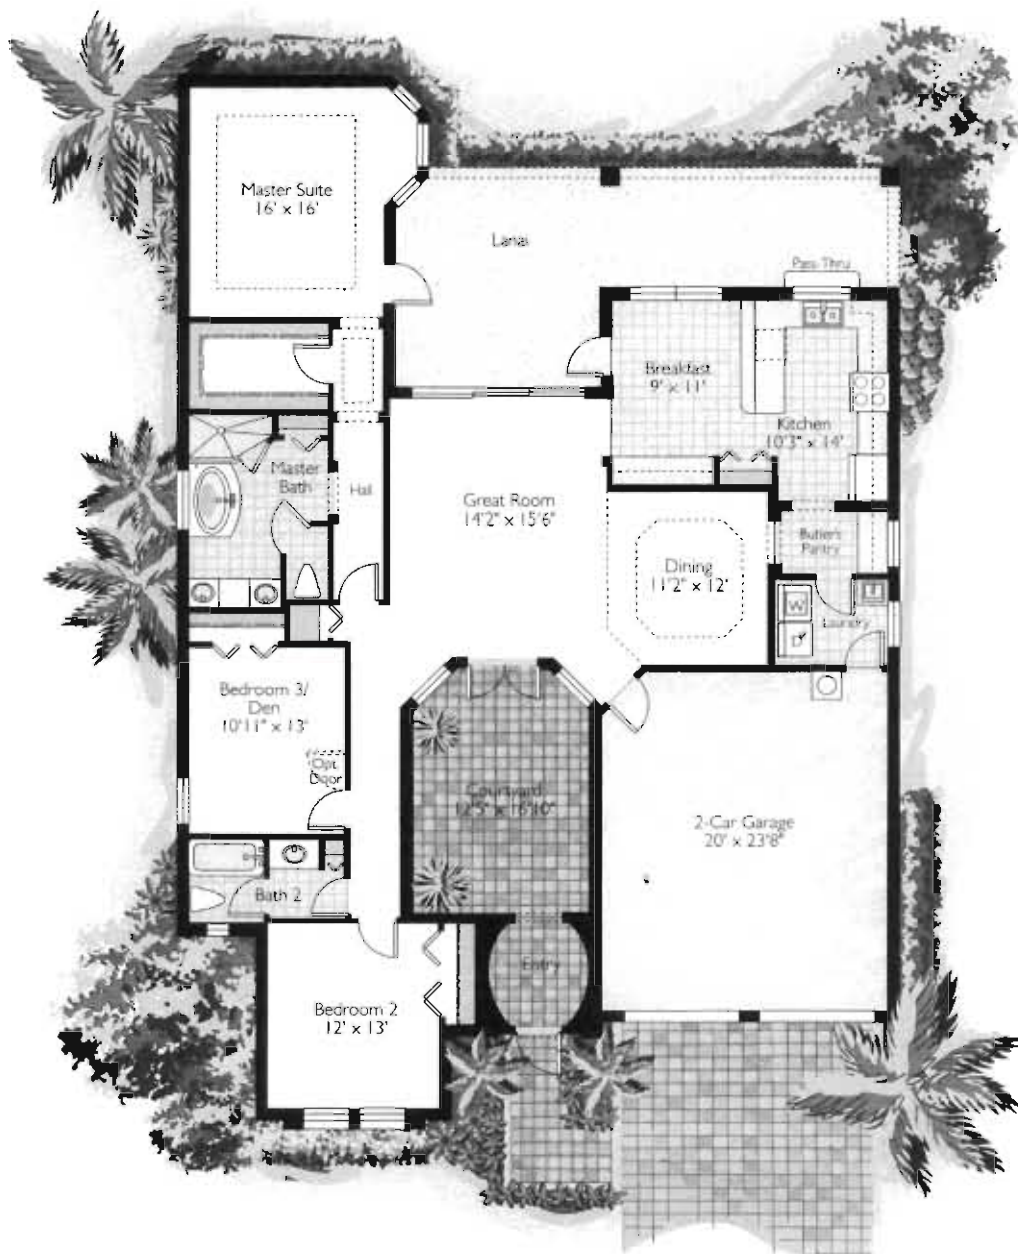 Master Suite
16' x 16'
Lanai
Pass-Thru
Breakfast
9' x 11'
Kitchen
10'3" x 14'
Master
Bath
Hall
Great Room
14'2" x 15'6"
Dining
11'2" x 12'
Butler's
Pantry
W
D
Laundry
Bedroom 3/
Den
10'11" x 13'
Opt.
Door
Courtyard
12'5" x 16'10"
2-Car Garage
20' x 23'8"
Bath 2
Entry
Bedroom 2
12' x 13'